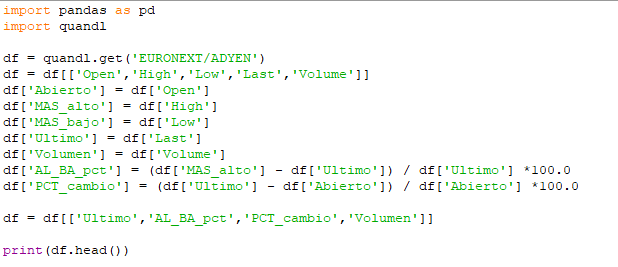 import pandas as pd
import quandl
df = quandl.get('EURONEXT/ADYEN')
df = df[['Open','High','Low','Last','Volume']]
df['Abierto'] = df['Open']
df['MAS_alto'] = df['High']
df['MAS_bajo'] = df['Low']
df['Ultimo'] = df['Last']
df['Volumen'] = df['Volume']
df['AL_BA_pct'] = (df['MAS_alto'] - df['Ultimo']) / df['Ultimo'] *100.0
df['PCT_cambio'] = (df['Ultimo'] - df['Abierto']) / df['Abierto'] *100.0
df = df[['Ultimo','AL_BA_pct','PCT_cambio','Volumen']]
print(df.head())